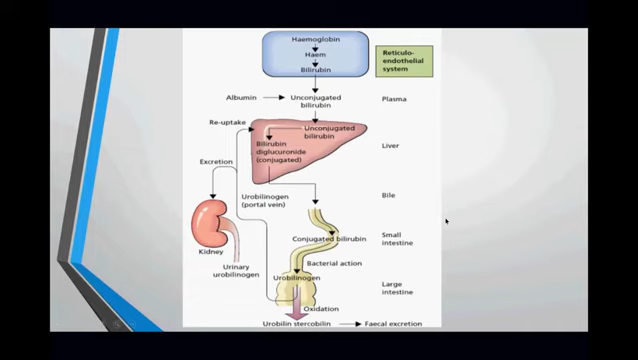 Haemoglobin
Haem
Bilirubin
Reticulo-
endothelial
system
Albumin
Unconjugated
bilirubin
Plasma
Re-uptake
Unconjugated
bilirubin
Bilirubin
diglucuronide
(conjugated)
Liver
Excretion
Urobilinogen
(portal vein)
Bile
Kidney
Conjugated bilirubin
Small
intestine
Urinary
urobilinogen
Bacterial action
Urobilinogen
Large
intestine
Oxidation
Urobilin stercobilin
Faecal excretion